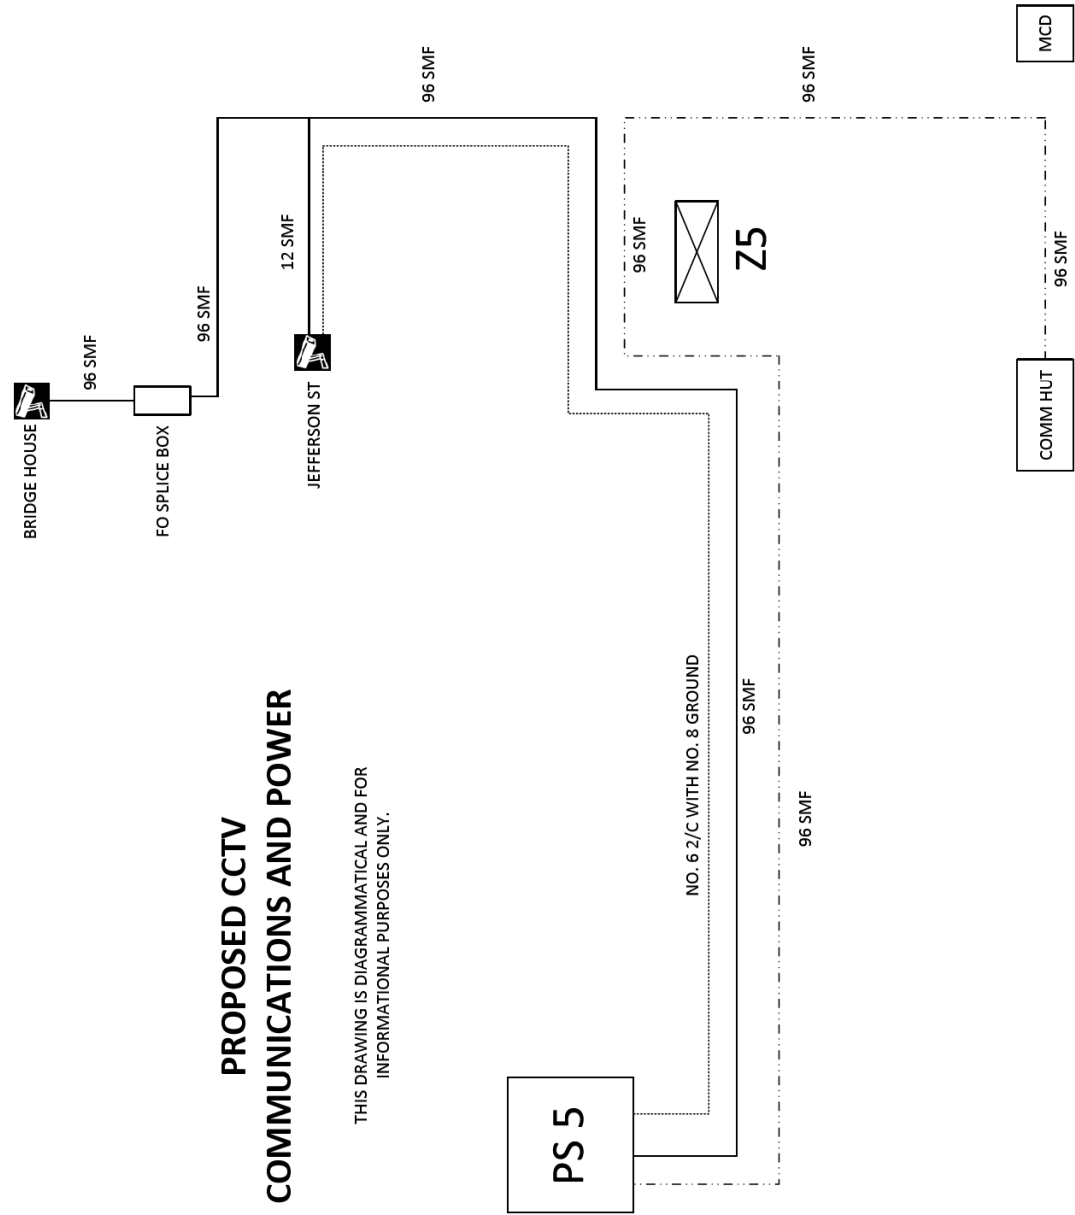 PROPOSED CCTV
COMMUNICATIONS AND POWER
THIS DRAWING IS DIAGRAMMATICAL AND FOR
INFORMATIONAL PURPOSES ONLY.
BRIDGE HOUSE
96 SMF
FO SPLICE BOX
96 SMF
JEFFERSON ST
12 SMF
96 SMF
PS 5
NO. 6 2/C WITH NO. 8 GROUND
96 SMF
96 SMF
96 SMF
Z5
96 SMF
COMM HUT
96 SMF
MCD